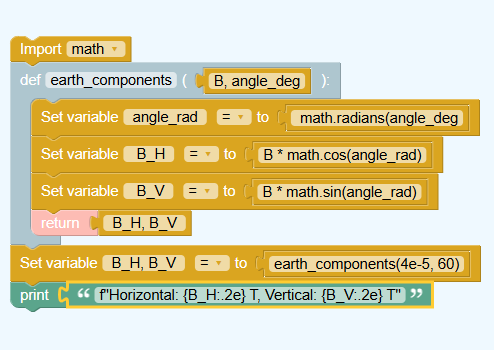 Import math
def earth_components ( B, angle_deg ):
Set variable angle_rad = to math.radians(angle_deg
Set variable B_H = to B * math.cos(angle_rad)
Set variable B_V = to B * math.sin(angle_rad)
return B_H, B_V
Set variable B_H, B_V = to earth_components(4e-5, 60)
print “ f"Horizontal: {B_H:.2e} T, Vertical: {B_V:.2e} T" ”